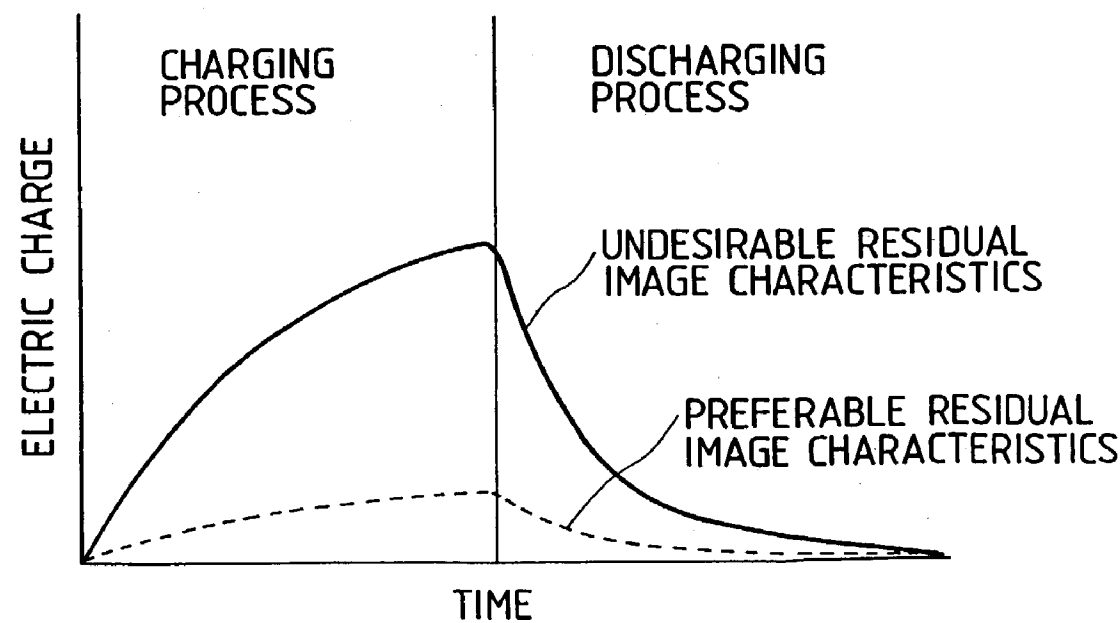 CHARGING
PROCESS
DISCHARGING
PROCESS
ELECTRIC CHARGE
UNDESIRABLE RESIDUAL
IMAGE CHARACTERISTICS
PREFERABLE RESIDUAL
IMAGE CHARACTERISTICS
TIME